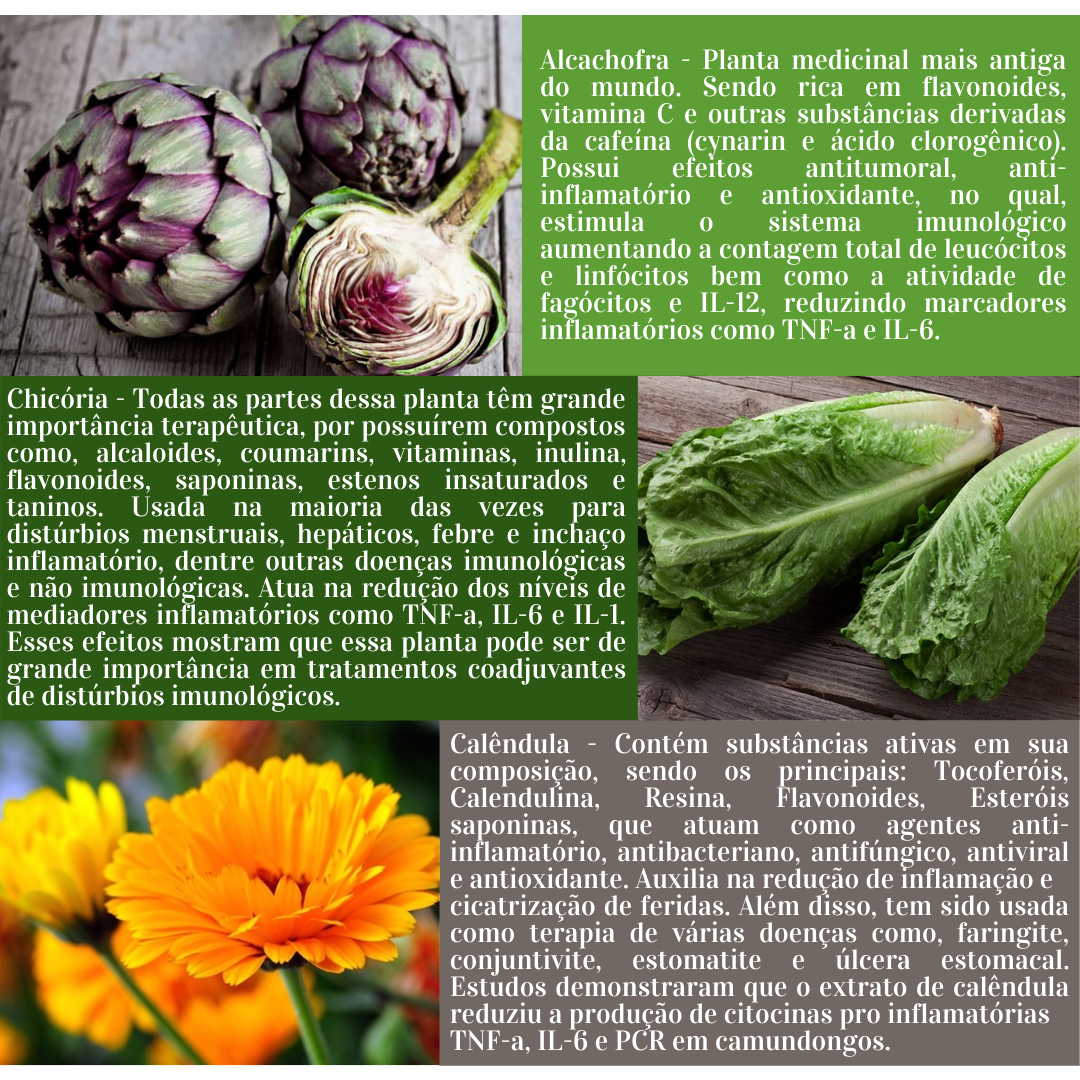 Alcachofra - Planta medicinal mais antiga
do mundo. Sendo rica em flavonoides,
vitamina C e outras substâncias derivadas
da cafeína (cynarin e ácido clorogênico).
Possui efeitos antitumoral, anti-
inflamatório e antioxidante, no qual,
estimula o sistema imunológico
aumentando a contagem total de leucócitos
e linfócitos bem como a atividade de
fagócitos e IL-12, reduzindo marcadores
inflamatórios como TNF-a e IL-6.
Chicória - Todas as partes dessa planta têm grande
importância terapêutica, por possuírem compostos
como, alcaloides, coumarins, vitaminas, inulina,
flavonoides, saponinas, estenos insaturados e
taninos. Usada na maioria das vezes para
distúrbios menstruais, hepáticos, febre e inchaço
inflamatório, dentre outras doenças imunológicas
e não imunológicas. Atua na redução dos níveis de
mediadores inflamatórios como TNF-a, IL-6 e IL-1.
Esses efeitos mostram que essa planta pode ser de
grande importância em tratamentos coadjuvantes
de distúrbios imunológicos.
Calêndula - Contém substâncias ativas em sua
composição, sendo os principais: Tocoferóis,
Calendulina, Resina, Flavonoides, Esteróis
saponinas, que atuam como agentes anti-
inflamatório, antibacteriano, antifúngico, antiviral
e antioxidante. Auxilia na redução de inflamação e
cicatrização de feridas. Além disso, tem sido usada
como terapia de várias doenças como, faringite,
conjuntivite, estomatite e úlcera estomacal.
Estudos demonstraram que o extrato de calêndula
reduziu a produção de citocinas pro inflamatórias
TNF-a, IL-6 e PCR em camundongos.